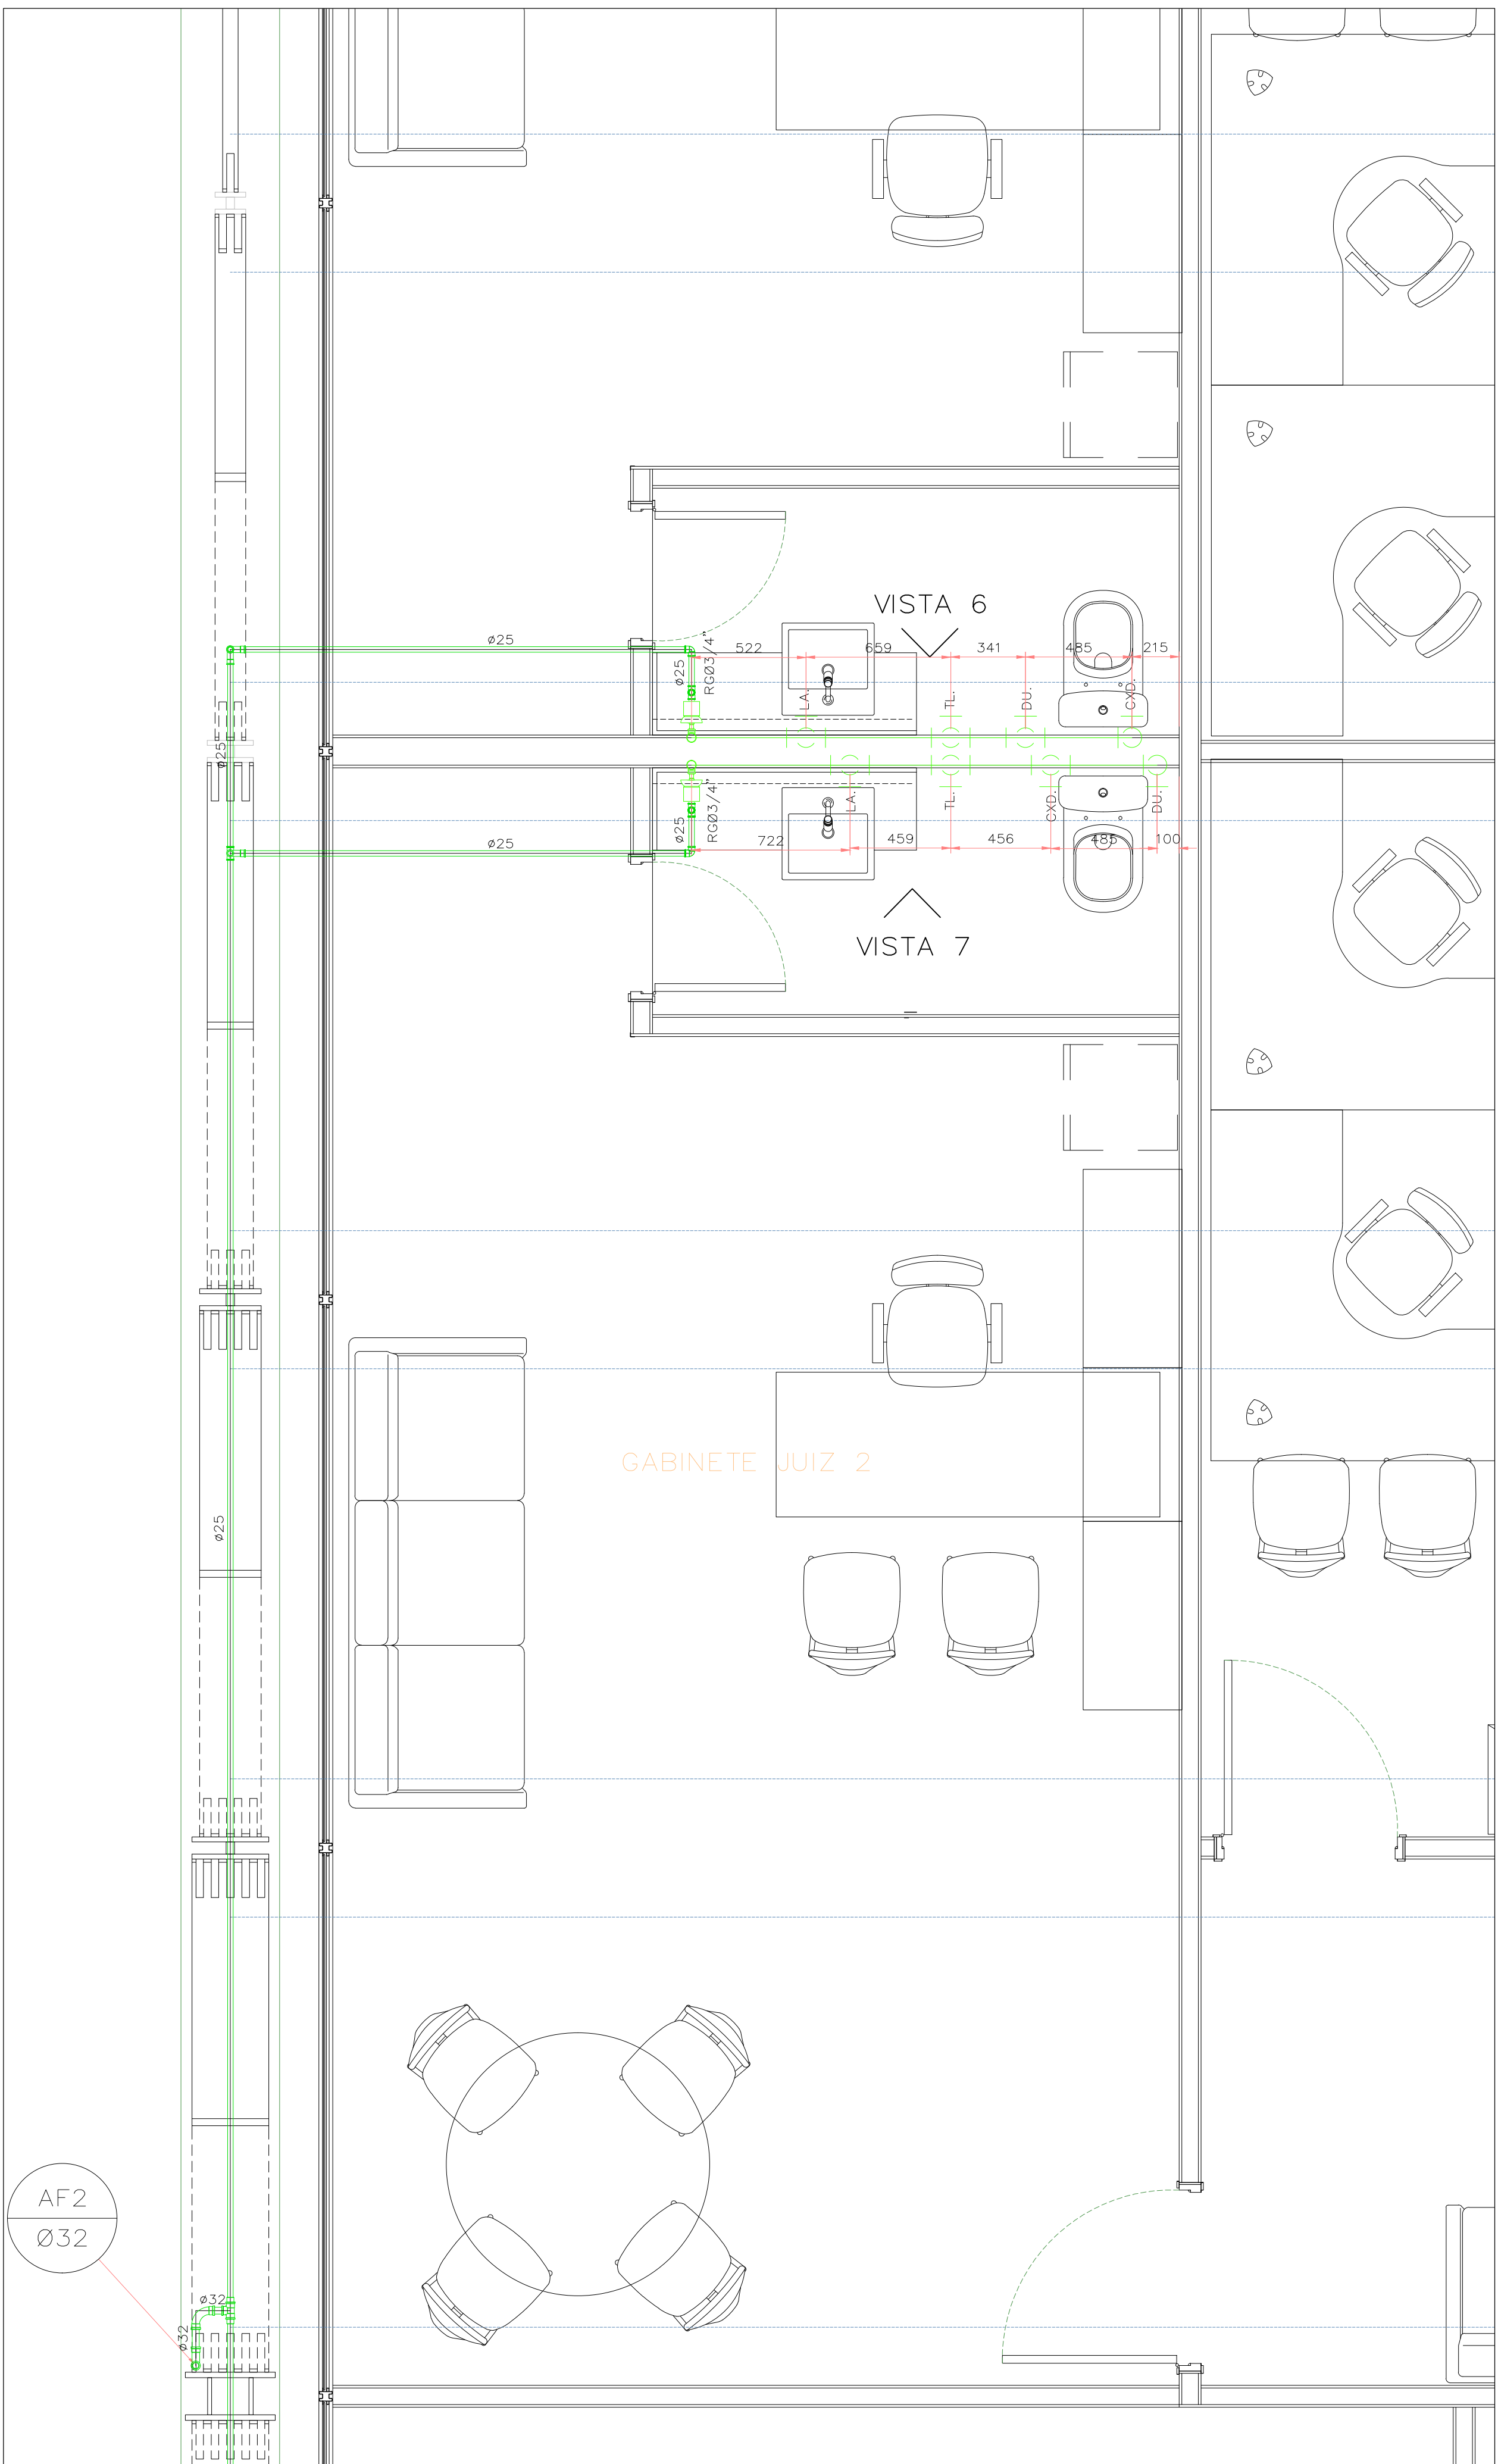 ø25
VISTA 6
ø25
RGØ3/4"
522
659
341
485
215
LA.
TL.
DU.
CXD.
ø25
ø25
ø25
RGØ3/4"
LA.
TL.
CXD.
DU.
722
459
456
485
100
VISTA 7
GABINETE JUIZ 2
ø25
AF2
Ø32
ø32
ø32